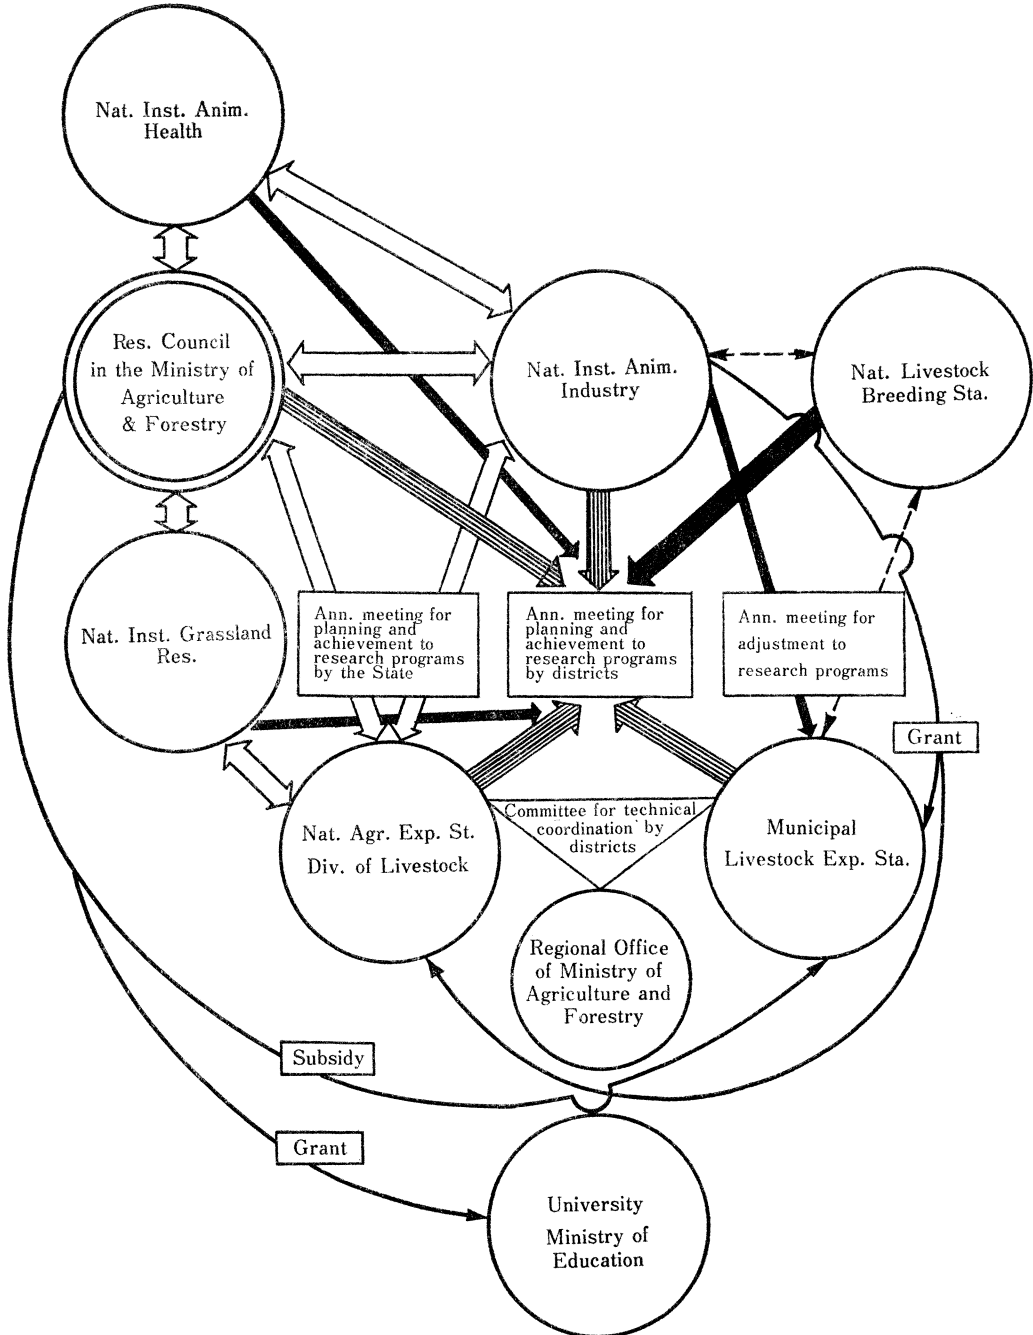 Nat. Inst. Anim.
Health
Res. Council
in the Ministry of
Agriculture
& Forestry
Nat. Inst. Anim.
Industry
Nat. Livestock
Breeding Sta.
Nat. Inst. Grassland
Res.
Ann. meeting for
planning and
achievement to
research programs
by the State
Ann. meeting for
planning and
achievement to
research programs
by districts
Ann. meeting for
adjustment to
research programs
Grant
Nat. Agr. Exp. St.
Div. of Livestock
Committee for technical
coordination by
districts
Municipal
Livestock Exp. Sta.
Regional Office
of Ministry of
Agriculture and
Forestry
Subsidy
Grant
University
Ministry of
Education